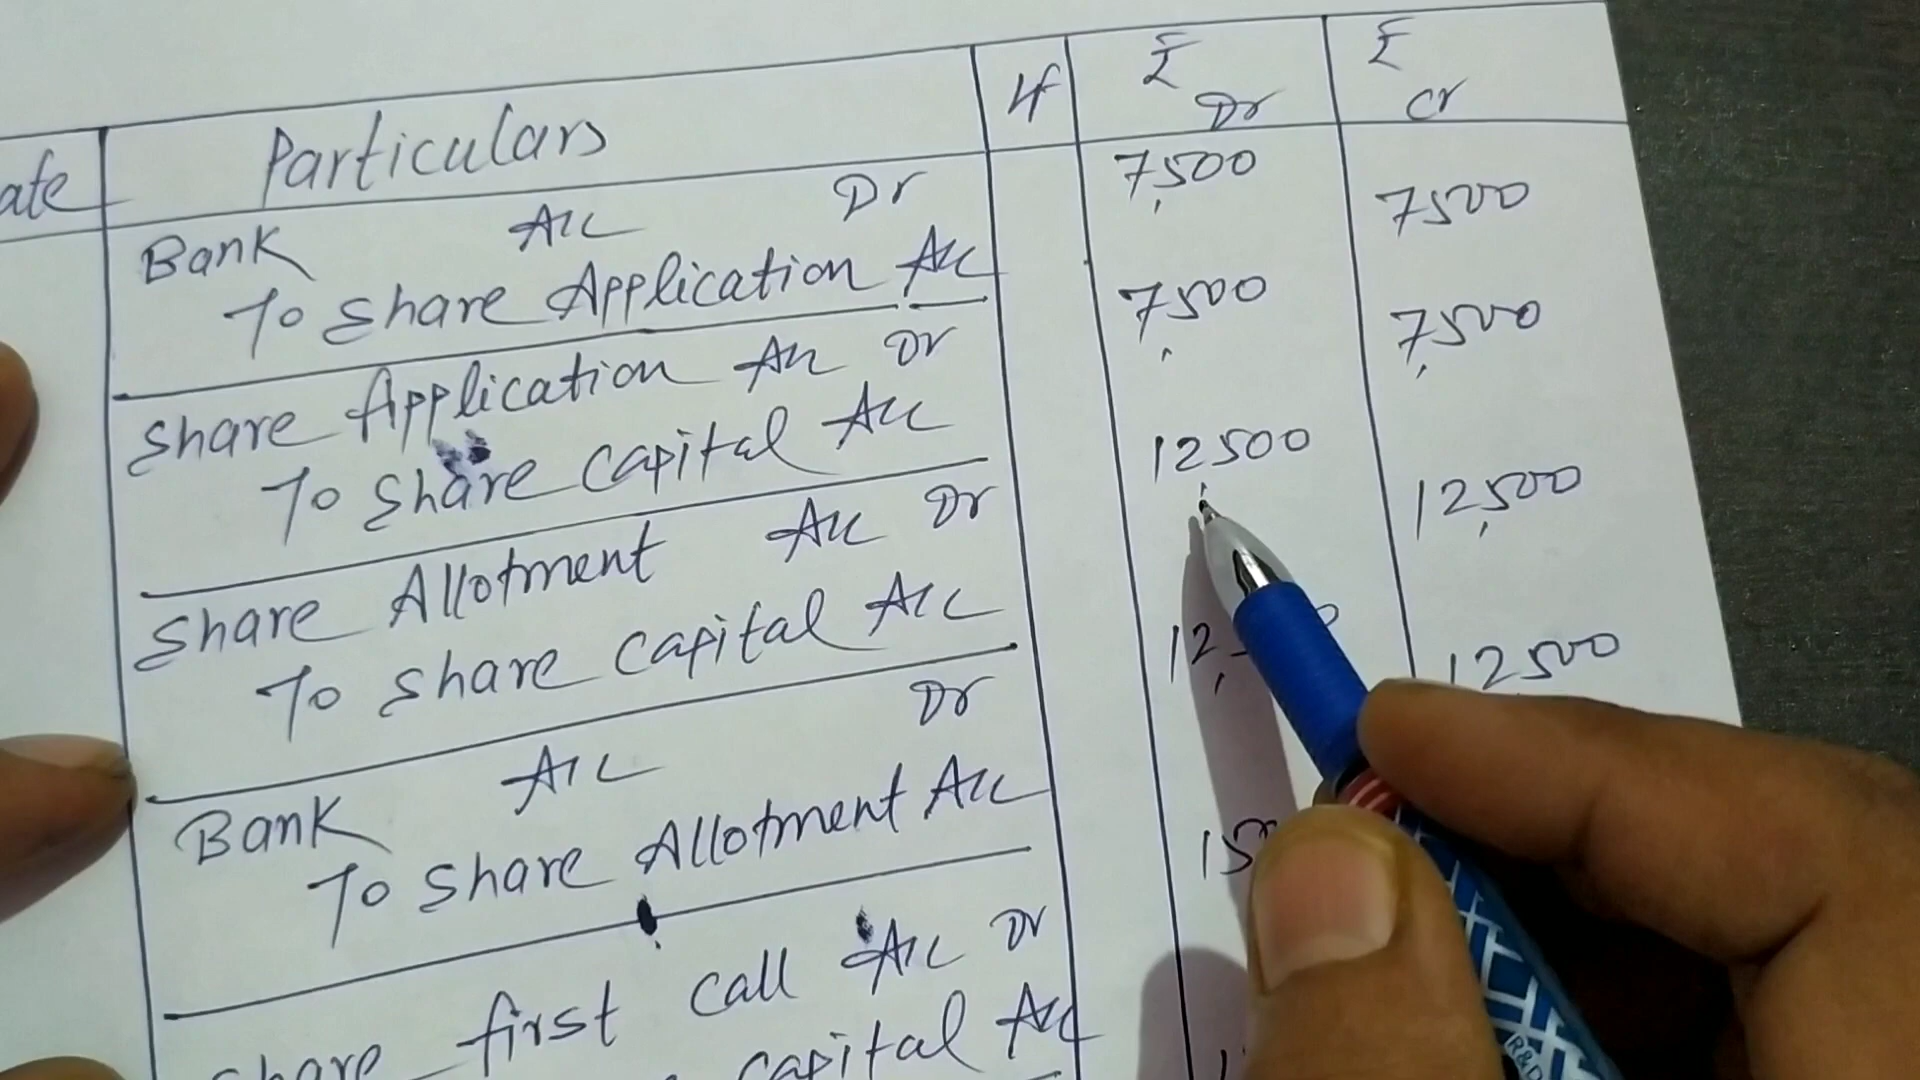 ate Particulars lf ₹ Dr ₹ Cr
Bank A/c Dr 7,500
To Share Application A/c 7500
Share Application A/c Dr 7,500
To Share Capital A/c 7,500
Share Allotment A/c Dr 12,500
To Share Capital A/c 12,500
Bank A/c Dr
To Share Allotment A/c 12500
Share first call A/c Dr
capital A/c